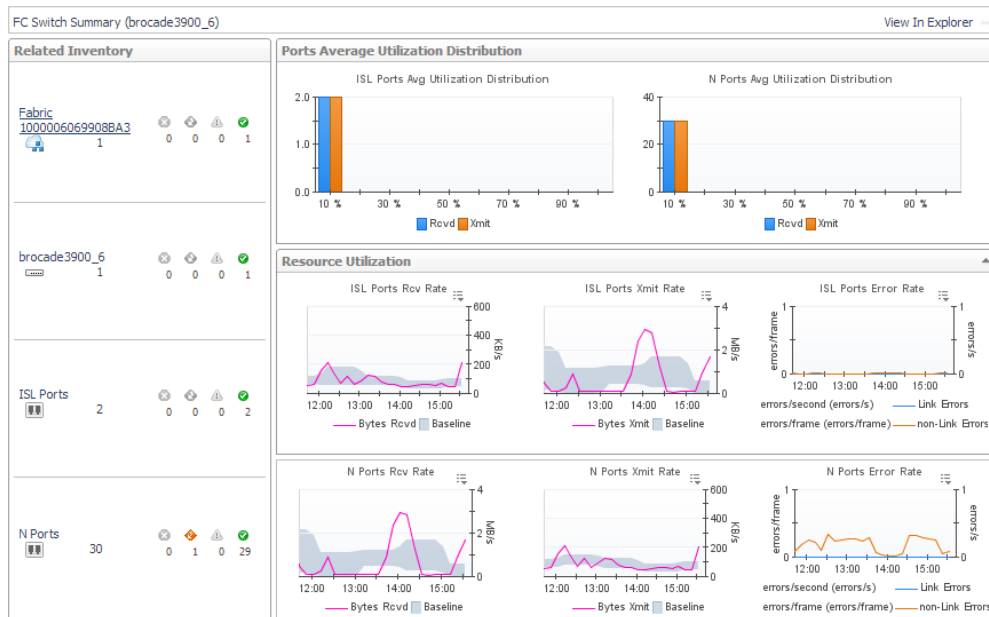 FC Switch Summary (brocade3900_6) View In Explorer
Related Inventory
Fabric
1000006069908BA3
1 0 0 0 1
brocade3900_6
1 0 0 0 1
ISL Ports
2 0 0 0 2
N Ports
30 0 1 0 29
Ports Average Utilization Distribution
ISL Ports Avg Utilization Distribution
2.0
1.0
0.0
10 % 30 % 50 % 70 % 90 %
Rcvd Xmit
N Ports Avg Utilization Distribution
40
20
0
10 % 30 % 50 % 70 % 90 %
Rcvd Xmit
Resource Utilization
ISL Ports Rcv Rate
600
400
200
0
KB/s
12:00 13:00 14:00 15:00
Bytes Rcvd Baseline
ISL Ports Xmit Rate
4
2
0
MB/s
12:00 13:00 14:00 15:00
Bytes Xmit Baseline
ISL Ports Error Rate
1 1
errors/frame errors/s
0 0
12:00 13:00 14:00 15:00
errors/second (errors/s) Link Errors
errors/frame (errors/frame) non-Link Errors
N Ports Rcv Rate
4
2
0
MB/s
12:00 13:00 14:00 15:00
Bytes Rcvd Baseline
N Ports Xmit Rate
600
400
200
0
KB/s
12:00 13:00 14:00 15:00
Bytes Xmit Baseline
N Ports Error Rate
1 1
errors/frame errors/s
0 0
12:00 13:00 14:00 15:00
errors/second (errors/s) Link Errors
errors/frame (errors/frame) non-Link Errors